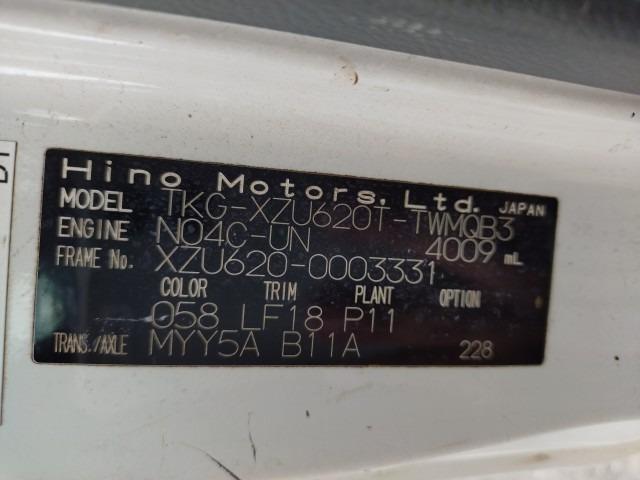 Hino Motors, Ltd. JAPAN
MODEL TKG-XZU620T-TWMQB3
ENGINE N04C-UN 4009 mL
FRAME No. XZU620-0003331
COLOR TRIM PLANT OPTION
058 LF18 P11
TRANS./AXLE MYY5A B11A 228